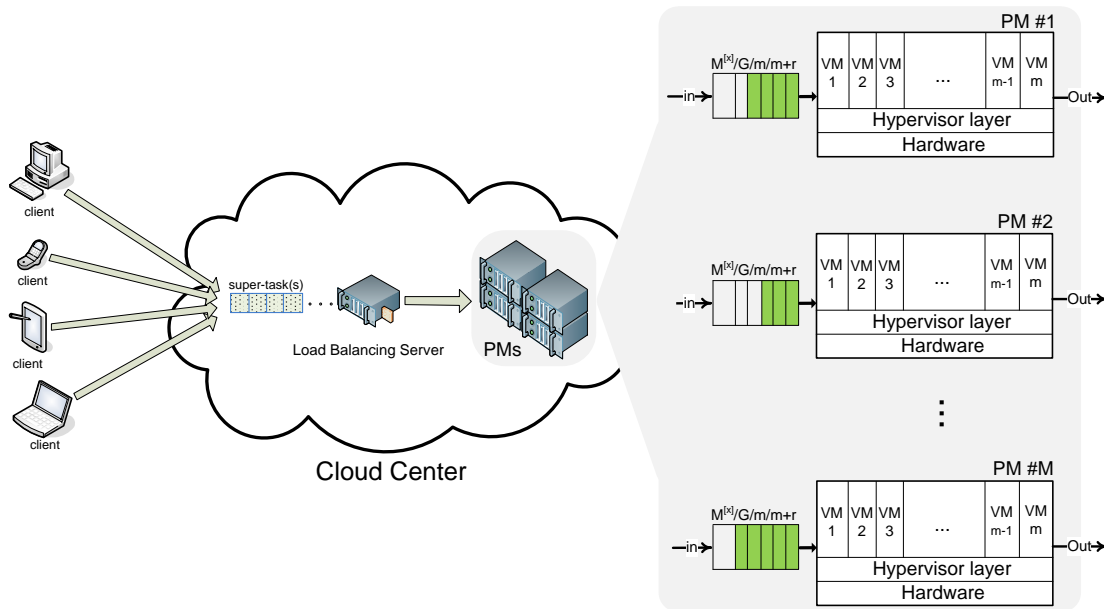 client
client
client
client
super-task(s)
Load Balancing Server
PMs
Cloud Center
PM #1
M[x]/G/m/m+r
in
VM 1
VM 2
VM 3
...
VM m-1
VM m
Out
Hypervisor layer
Hardware
PM #2
M[x]/G/m/m+r
in
VM 1
VM 2
VM 3
...
VM m-1
VM m
Out
Hypervisor layer
Hardware
PM #M
M[x]/G/m/m+r
in
VM 1
VM 2
VM 3
...
VM m-1
VM m
Out
Hypervisor layer
Hardware